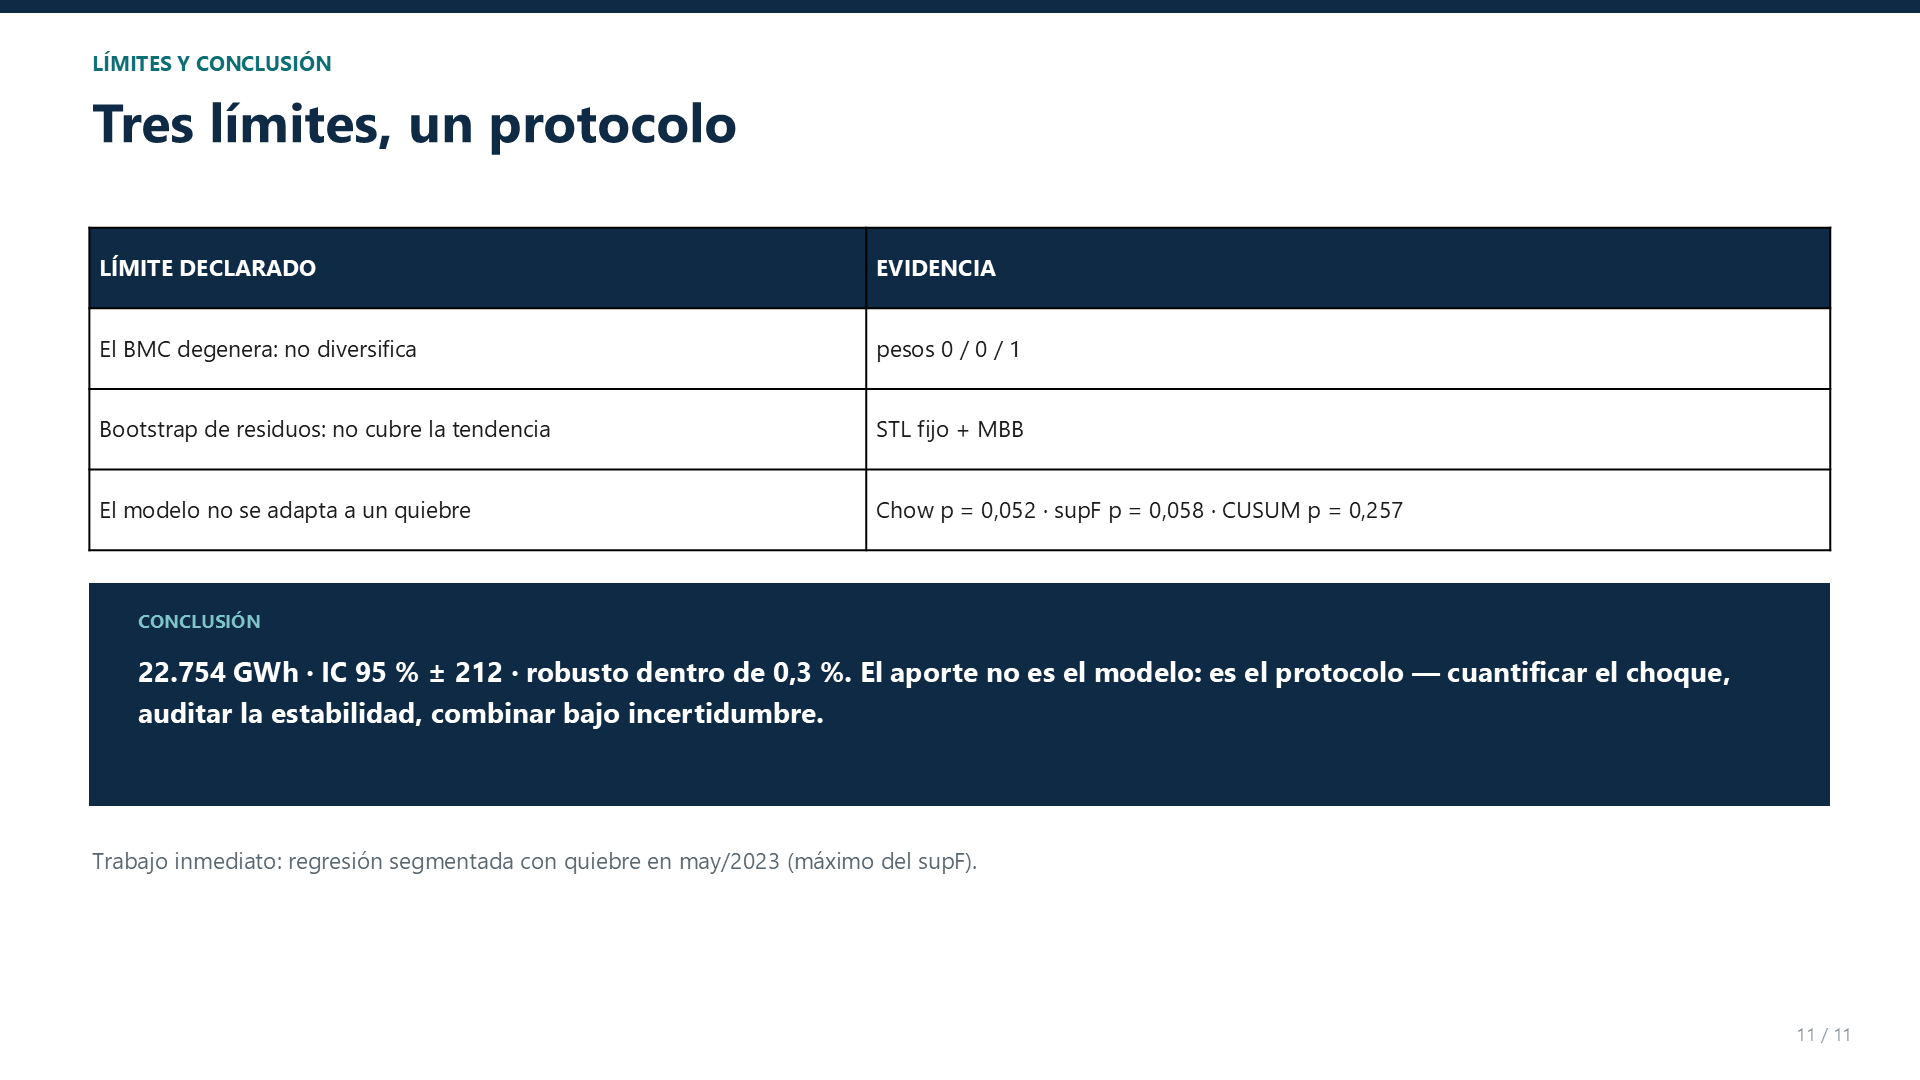 LÍMITES Y CONCLUSIÓN
Tres límites, un protocolo
LÍMITE DECLARADO
EVIDENCIA
El BMC degenera: no diversifica
pesos 0 / 0 / 1
Bootstrap de residuos: no cubre la tendencia
STL fijo + MBB
El modelo no se adapta a un quiebre
Chow p = 0,052 · supF p = 0,058 · CUSUM p = 0,257
CONCLUSIÓN
22.754 GWh · IC 95 % ± 212 · robusto dentro de 0,3 %. El aporte no es el modelo: es el protocolo — cuantificar el choque,
auditar la estabilidad, combinar bajo incertidumbre.
Trabajo inmediato: regresión segmentada con quiebre en may/2023 (máximo del supF).
11 / 11